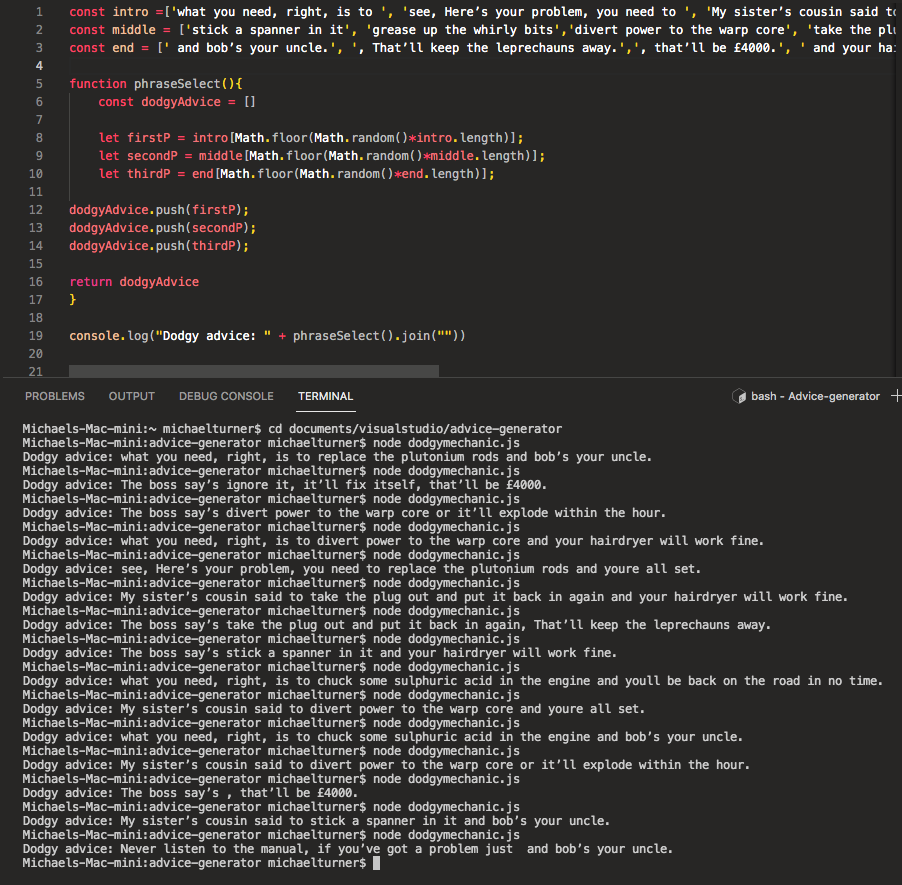 1 const intro =['what you need, right, is to ', 'see, Here’s your problem, you need to ', 'My sister’s cousin said to
2 const middle = ['stick a spanner in it', 'grease up the whirly bits','divert power to the warp core', 'take the plu
3 const end = [' and bob’s your uncle.', ', That’ll keep the leprechauns away.',', that’ll be £4000.', ' and your hai
4
5 function phraseSelect(){
6 const dodgyAdvice = []
7
8 let firstP = intro[Math.floor(Math.random()*intro.length)];
9 let secondP = middle[Math.floor(Math.random()*middle.length)];
10 let thirdP = end[Math.floor(Math.random()*end.length)];
11
12 dodgyAdvice.push(firstP);
13 dodgyAdvice.push(secondP);
14 dodgyAdvice.push(thirdP);
15
16 return dodgyAdvice
17 }
18
19 console.log("Dodgy advice: " + phraseSelect().join(""))
20
21
PROBLEMS OUTPUT DEBUG CONSOLE TERMINAL bash - Advice-generator +
Michaels-Mac-mini:~ michaelturner$ cd documents/visualstudio/advice-generator
Michaels-Mac-mini:advice-generator michaelturner$ node dodgymechanic.js
Dodgy advice: what you need, right, is to replace the plutonium rods and bob’s your uncle.
Michaels-Mac-mini:advice-generator michaelturner$ node dodgymechanic.js
Dodgy advice: The boss say’s ignore it, it’ll fix itself, that’ll be £4000.
Michaels-Mac-mini:advice-generator michaelturner$ node dodgymechanic.js
Dodgy advice: The boss say’s divert power to the warp core or it’ll explode within the hour.
Michaels-Mac-mini:advice-generator michaelturner$ node dodgymechanic.js
Dodgy advice: what you need, right, is to divert power to the warp core and your hairdryer will work fine.
Michaels-Mac-mini:advice-generator michaelturner$ node dodgymechanic.js
Dodgy advice: see, Here’s your problem, you need to replace the plutonium rods and youre all set.
Michaels-Mac-mini:advice-generator michaelturner$ node dodgymechanic.js
Dodgy advice: My sister’s cousin said to take the plug out and put it back in again and your hairdryer will work fine.
Michaels-Mac-mini:advice-generator michaelturner$ node dodgymechanic.js
Dodgy advice: The boss say’s take the plug out and put it back in again, That’ll keep the leprechauns away.
Michaels-Mac-mini:advice-generator michaelturner$ node dodgymechanic.js
Dodgy advice: The boss say’s stick a spanner in it and your hairdryer will work fine.
Michaels-Mac-mini:advice-generator michaelturner$ node dodgymechanic.js
Dodgy advice: what you need, right, is to chuck some sulphuric acid in the engine and youll be back on the road in no time.
Michaels-Mac-mini:advice-generator michaelturner$ node dodgymechanic.js
Dodgy advice: My sister’s cousin said to divert power to the warp core and youre all set.
Michaels-Mac-mini:advice-generator michaelturner$ node dodgymechanic.js
Dodgy advice: what you need, right, is to chuck some sulphuric acid in the engine and bob’s your uncle.
Michaels-Mac-mini:advice-generator michaelturner$ node dodgymechanic.js
Dodgy advice: My sister’s cousin said to divert power to the warp core or it’ll explode within the hour.
Michaels-Mac-mini:advice-generator michaelturner$ node dodgymechanic.js
Dodgy advice: The boss say’s , that’ll be £4000.
Michaels-Mac-mini:advice-generator michaelturner$ node dodgymechanic.js
Dodgy advice: My sister’s cousin said to stick a spanner in it and bob’s your uncle.
Michaels-Mac-mini:advice-generator michaelturner$ node dodgymechanic.js
Dodgy advice: Never listen to the manual, if you’ve got a problem just  and bob’s your uncle.
Michaels-Mac-mini:advice-generator michaelturner$